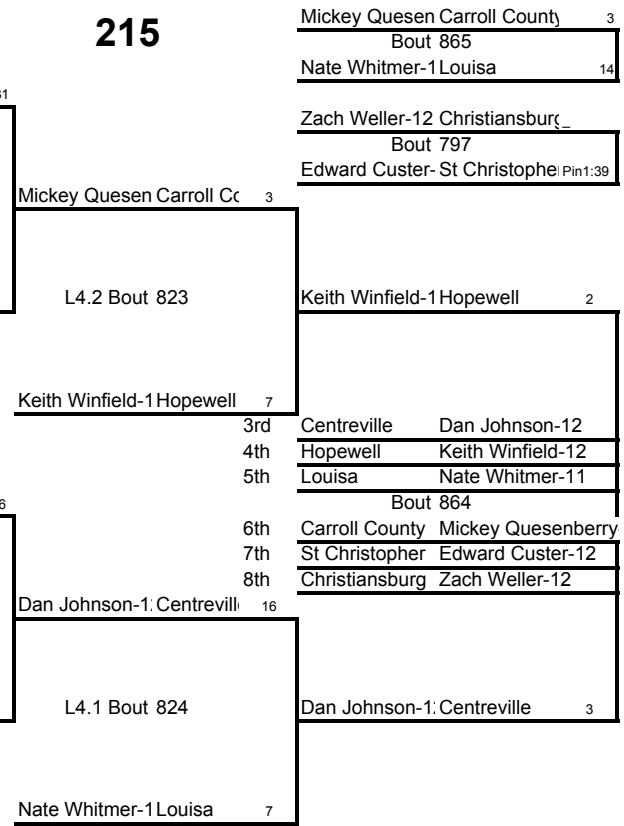 215
Mickey Quesen Carroll County 3
Bout 865
Nate Whitmer-1 Louisa 14
Zach Weller-12 Christiansburg _
Bout 797
Edward Custer- St Christophe Pin1:39
Mickey Quesen Carroll Co 3
L4.2 Bout 823
Keith Winfield-1 Hopewell 2
Keith Winfield-1 Hopewell 7
3rd Centreville Dan Johnson-12
4th Hopewell Keith Winfield-12
5th Louisa Nate Whitmer-11
Bout 864
6
6th Carroll County Mickey Quesenberry-
7th St Christopher Edward Custer-12
8th Christiansburg Zach Weller-12
Dan Johnson-1 Centreville 16
L4.1 Bout 824
Dan Johnson-1 Centreville 3
Nate Whitmer-1 Louisa 7